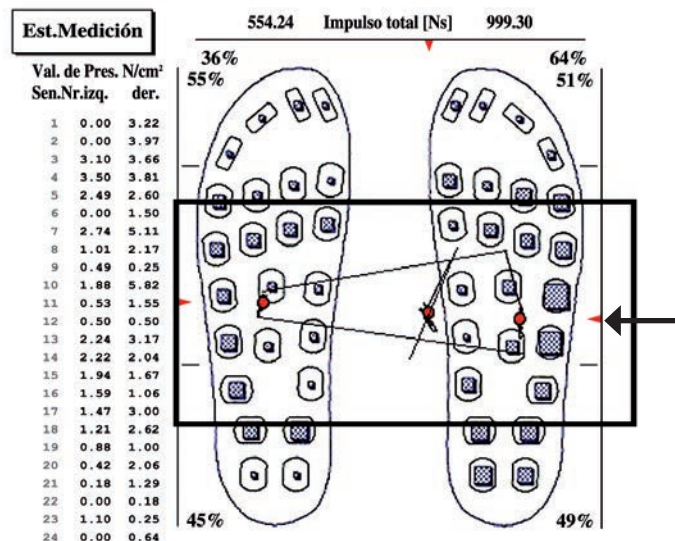 554.24 Impulso total [Ns] 999.30
Est.Medición
36% 64%
55% 51%
Val. de Pres. N/cm²
Sen.Nr.izq. der.
1 0.00 3.22
2 0.00 3.97
3 3.10 3.66
4 3.50 3.81
5 2.49 2.60
6 0.00 1.50
7 2.74 5.11
8 1.01 2.17
9 0.49 0.25
10 1.88 5.82
11 0.53 1.55
12 0.50 0.50
13 2.24 3.17
14 2.22 2.04
15 1.94 1.67
16 1.59 1.06
17 1.47 3.00
18 1.21 2.62
19 0.88 1.00
20 0.42 2.06
21 0.18 1.29
22 0.00 0.18
23 1.10 0.25
24 0.00 0.64
45% 49%